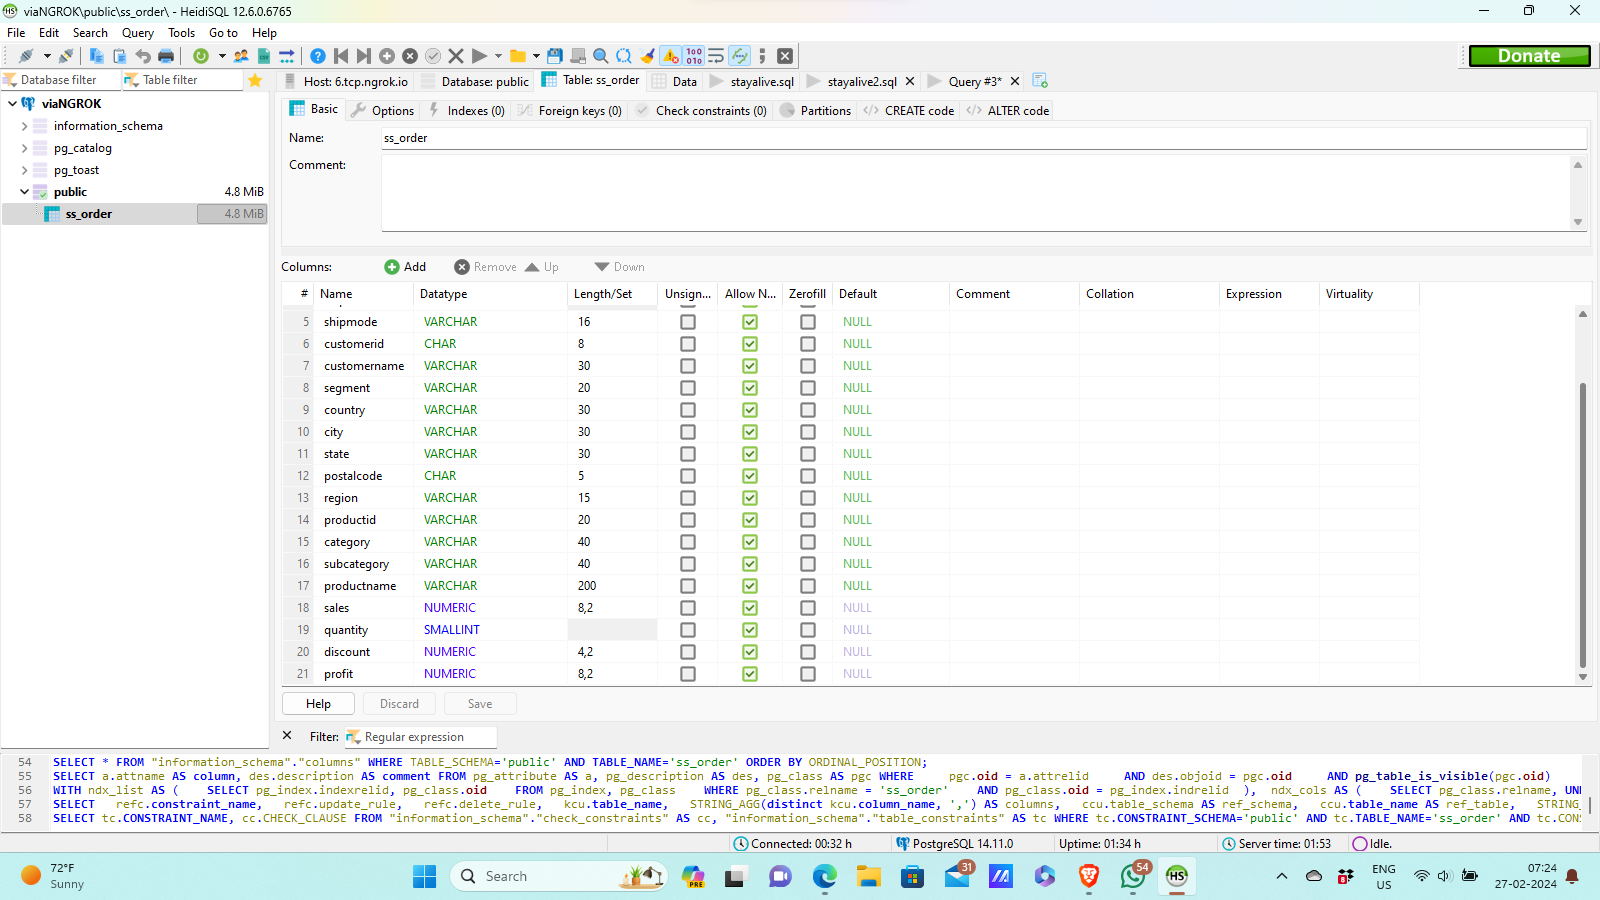 viaNGROK\public\ss_order\ - HeidiSQL 12.6.0.6765
File Edit Search Query Tools Go to Help
Donate
Database filter Table filter
Host: 6.tcp.ngrok.io Database: public Table: ss_order Data stayalive.sql stayalive2.sql Query #3*
viaNGROK
information_schema
pg_catalog
pg_toast
public 4.8 MiB
ss_order 4.8 MiB
Basic Options Indexes (0) Foreign keys (0) Check constraints (0) Partitions CREATE code ALTER code
Name: ss_order
Comment:
Columns: Add Remove Up Down
# Name Datatype Length/Set Unsign... Allow N... Zerofill Default Comment Collation Expression Virtuality
5 shipmode VARCHAR 16 NULL
6 customerid CHAR 8 NULL
7 customername VARCHAR 30 NULL
8 segment VARCHAR 20 NULL
9 country VARCHAR 30 NULL
10 city VARCHAR 30 NULL
11 state VARCHAR 30 NULL
12 postalcode CHAR 5 NULL
13 region VARCHAR 15 NULL
14 productid VARCHAR 20 NULL
15 category VARCHAR 40 NULL
16 subcategory VARCHAR 40 NULL
17 productname VARCHAR 200 NULL
18 sales NUMERIC 8,2 NULL
19 quantity SMALLINT NULL
20 discount NUMERIC 4,2 NULL
21 profit NUMERIC 8,2 NULL
Help Discard Save
Filter: Regular expression
54 SELECT * FROM "information_schema"."columns" WHERE TABLE_SCHEMA='public' AND TABLE_NAME='ss_order' ORDER BY ORDINAL_POSITION;
55 SELECT a.attname AS column, des.description AS comment FROM pg_attribute AS a, pg_description AS des, pg_class AS pgc WHERE pgc.oid = a.attrelid AND des.objoid = pgc.oid AND pg_table_is_visible(pgc.oid)
56 WITH ndx_list AS ( SELECT pg_index.indexrelid, pg_class.oid FROM pg_index, pg_class WHERE pg_class.relname = 'ss_order' AND pg_class.oid = pg_index.indrelid ), ndx_cols AS ( SELECT pg_class.relname, UNN
57 SELECT refc.constraint_name, refc.update_rule, refc.delete_rule, kcu.table_name, STRING_AGG(distinct kcu.column_name, ',') AS columns, ccu.table_schema AS ref_schema, ccu.table_name AS ref_table, STRING_
58 SELECT tc.CONSTRAINT_NAME, cc.CHECK_CLAUSE FROM "information_schema"."check_constraints" AS cc, "information_schema"."table_constraints" AS tc WHERE tc.CONSTRAINT_SCHEMA='public' AND tc.TABLE_NAME='ss_order' AND tc.CONS
Connected: 00:32 h PostgreSQL 14.11.0 Uptime: 01:34 h Server time: 01:53 Idle.
72°F
Sunny
Search
PRE
31
54
HS
8
ENG
US
07:24
27-02-2024